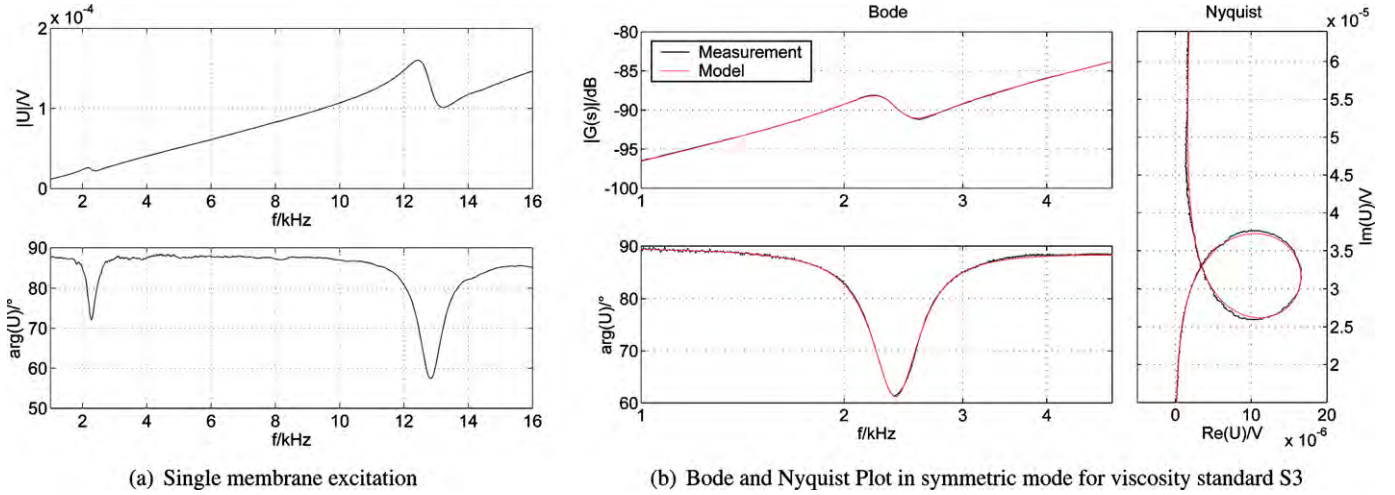 2 x 10⁻⁴
1
0
|U|/V
2 4 6 8 10 12 14 16
f/kHz
90
80
70
60
50
arg(U)/°
2 4 6 8 10 12 14 16
f/kHz
(a) Single membrane excitation
Bode
-80
-85
-90
-95
-100
|G(s)|/dB
Measurement
Model
1 2 3 4
90
80
70
60
arg(U)/°
1 2 3 4
f/kHz
Nyquist
x 10⁻⁵
6
5.5
5
4.5
4
3.5
3
2.5
2
Im(U)/V
0 10 20
Re(U)/V x 10⁻⁶
(b) Bode and Nyquist Plot in symmetric mode for viscosity standard S3